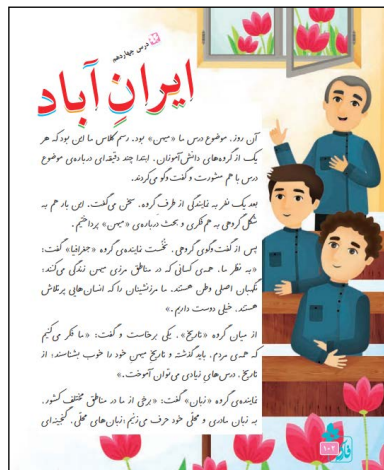 درس چهاردهم
ایرانِ آباد
آن روز، موضوع درس ما «میهن» بود. رسم کلاس ما این بود که هر
یک از گروه‌های دانش‌آموزان، ابتدا چند دقیقه‌ای درباره‌ی موضوع
درس با هم مشورت و گفت‌وگو می‌کردند.
بعد یک نفر به نمایندگی از طرف گروه، سخن می‌گفت. این بار هم به
شکل گروهی به هم‌فکری و بحث درباره‌ی «میهن» پرداختیم.
پس از گفت‌وگوی گروهی، نخست نماینده‌ی گروه «جغرافیا» گفت:
«به نظر ما، همه‌ی کسانی که در مناطق مرزی میهن زندگی می‌کنند،
نگهبان اصلی وطن هستند. ما مرزنشینان را که انسان‌هایی پرتلاش
هستند، خیلی دوست داریم.»
از میان گروه «تاریخ»، یکی برخاست و گفت: «ما فکر می‌کنیم
که همه‌ی مردم، باید گذشته و تاریخ میهن خود را خوب بشناسند؛ از
تاریخ، درس‌های زیادی می‌توان آموخت.»
نماینده‌ی گروه «زبان» گفت: «برخی از ما در مناطق مختلف کشور،
به زبان مادری و محلّی خود حرف می‌زنیم؛ زبان‌های محلّی، گنجینه‌ای
۱۰۲